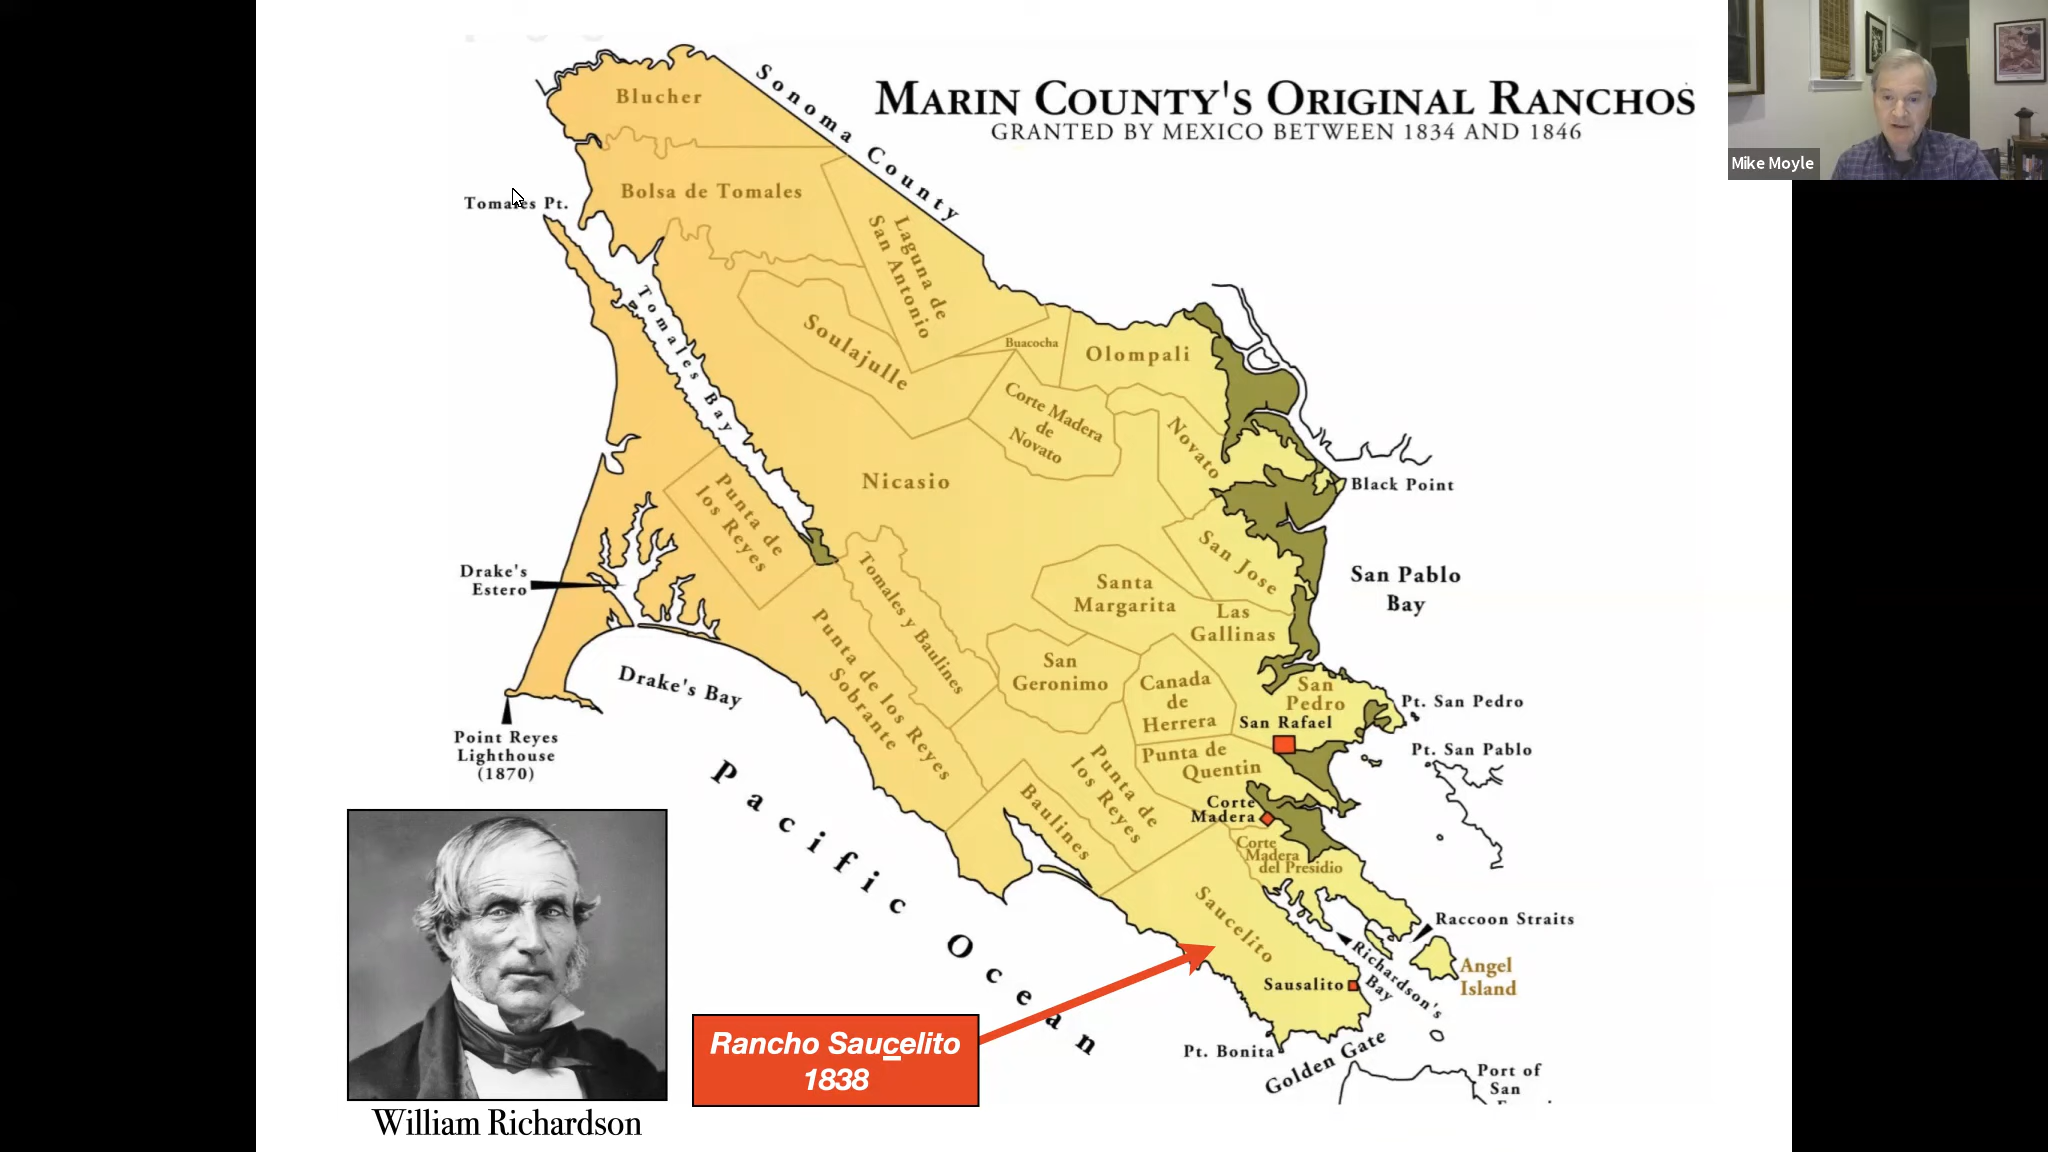 MARIN COUNTY'S ORIGINAL RANCHOS
GRANTED BY MEXICO BETWEEN 1834 AND 1846
Mike Moyle
Sonoma County
Blucher
Tomales Pt.
Bolsa de Tomales
Laguna de
San Antonio
Tomales Bay
Soulajulle
Buacocha
Olompali
Corte Madera
de
Novato
Novato
Nicasio
Black Point
Punta de
los Reyes
San Jose
San Pablo
Bay
Drake's
Estero
Tomales y Baulines
Santa
Margarita
Las
Gallinas
Punta de los Reyes
Sobrante
San
Geronimo
Canada
de
Herrera
San
Pedro
Pt. San Pedro
San Rafael
Drake's Bay
Point Reyes
Lighthouse
(1870)
Pt. San Pablo
Punta de
Quentin
Punta de
los Reyes
Baulines
Corte
Madera
Corte
Madera
del Presidio
Pacific Ocean
Saucelito
Raccoon Straits
Richardson's
Bay
Angel
Island
Sausalito
Pt. Bonita
Golden Gate
Port of
San
Rancho Saucelito
1838
William Richardson